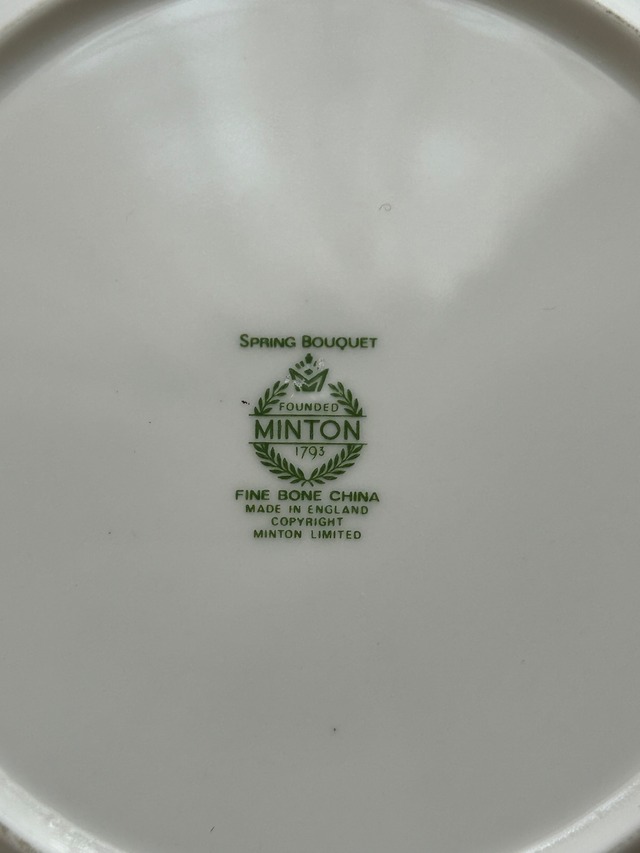 SPRING BOUQUET
FOUNDED
MINTON
1793
FINE BONE CHINA
MADE IN ENGLAND
COPYRIGHT
MINTON LIMITED